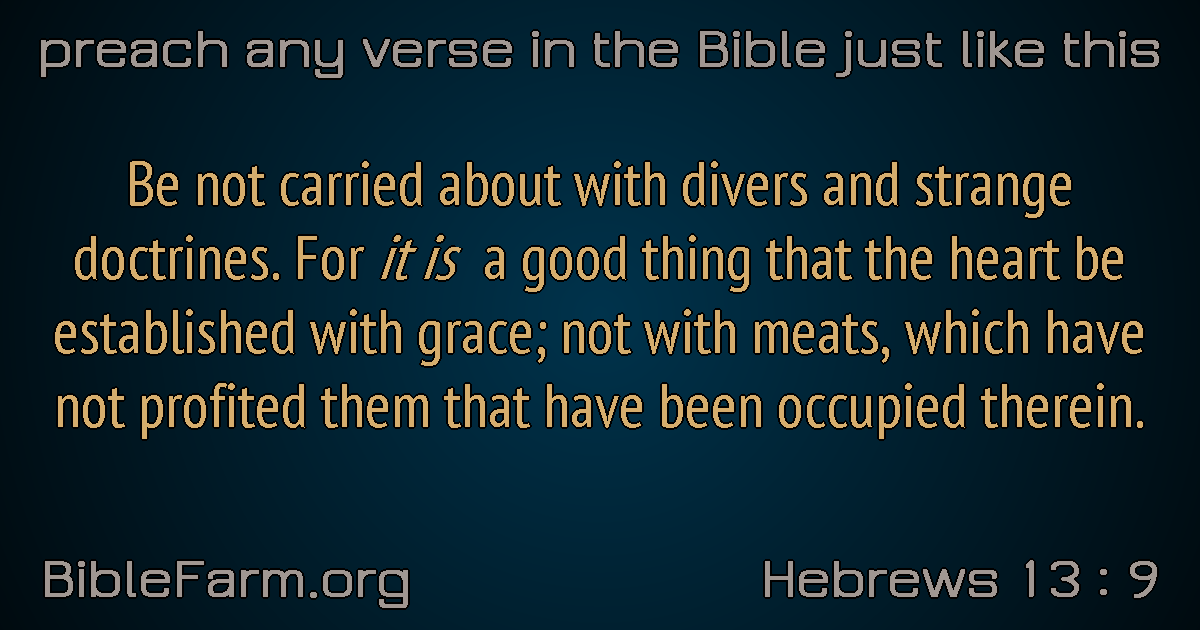 preach any verse in the Bible just like this
Be not carried about with divers and strange
doctrines. For it is a good thing that the heart be
established with grace; not with meats, which have
not profited them that have been occupied therein.
BibleFarm.org
Hebrews 13 : 9